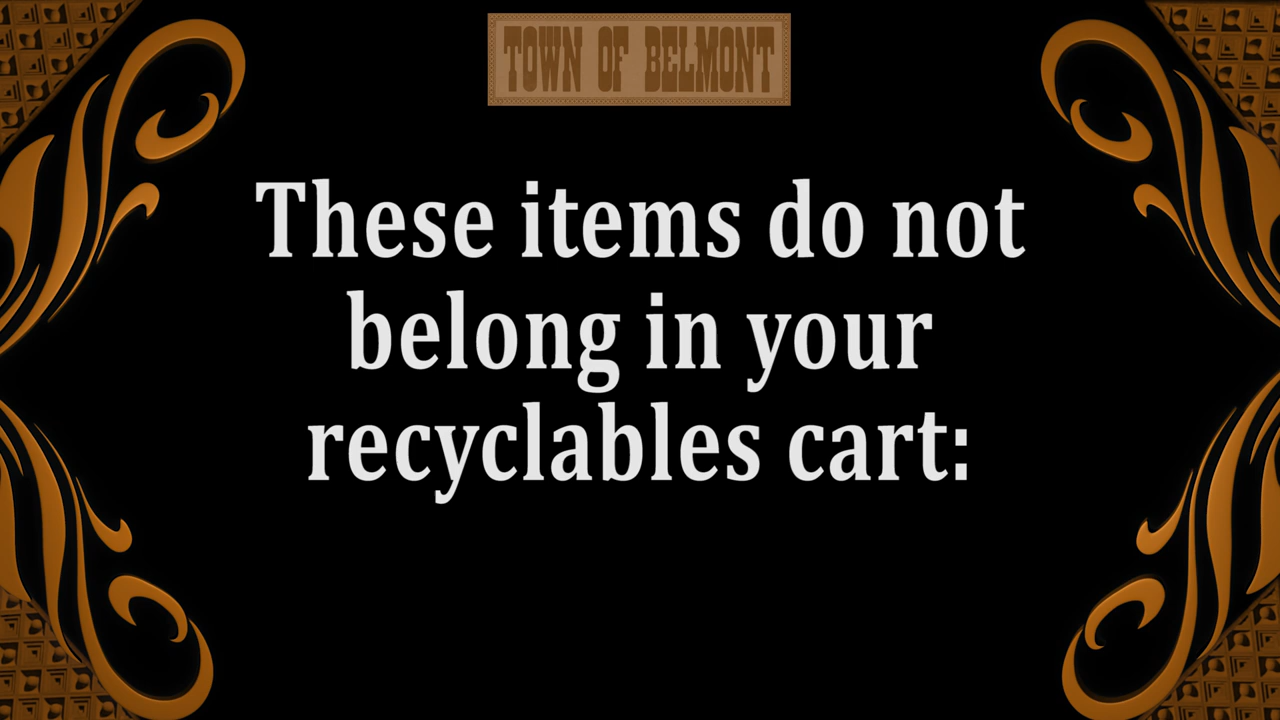 TOWN OF BELMONT
These items do not
belong in your
recyclables cart: